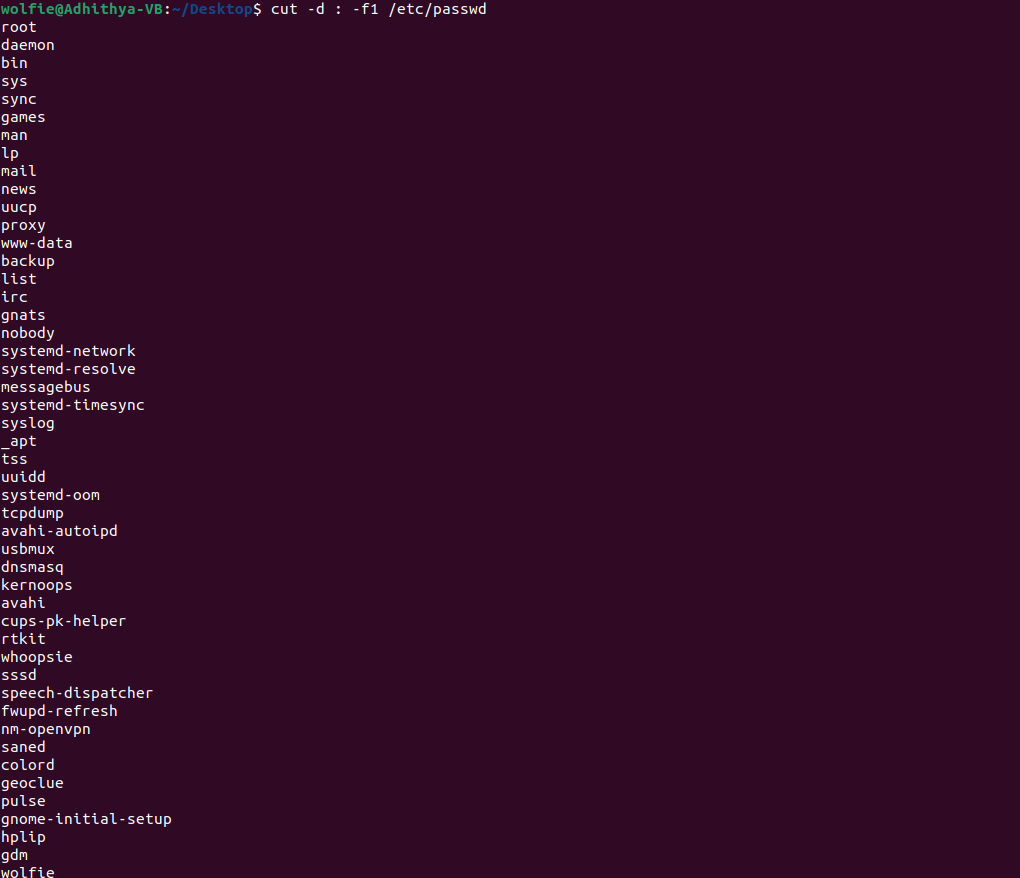 wolfie@Adhithya-VB:~/Desktop$ cut -d : -f1 /etc/passwd
root
daemon
bin
sys
sync
games
man
lp
mail
news
uucp
proxy
www-data
backup
list
irc
gnats
nobody
systemd-network
systemd-resolve
messagebus
systemd-timesync
syslog
_apt
tss
uuidd
systemd-oom
tcpdump
avahi-autoipd
usbmux
dnsmasq
kernoops
avahi
cups-pk-helper
rtkit
whoopsie
sssd
speech-dispatcher
fwupd-refresh
nm-openvpn
saned
colord
geoclue
pulse
gnome-initial-setup
hplip
gdm
wolfie